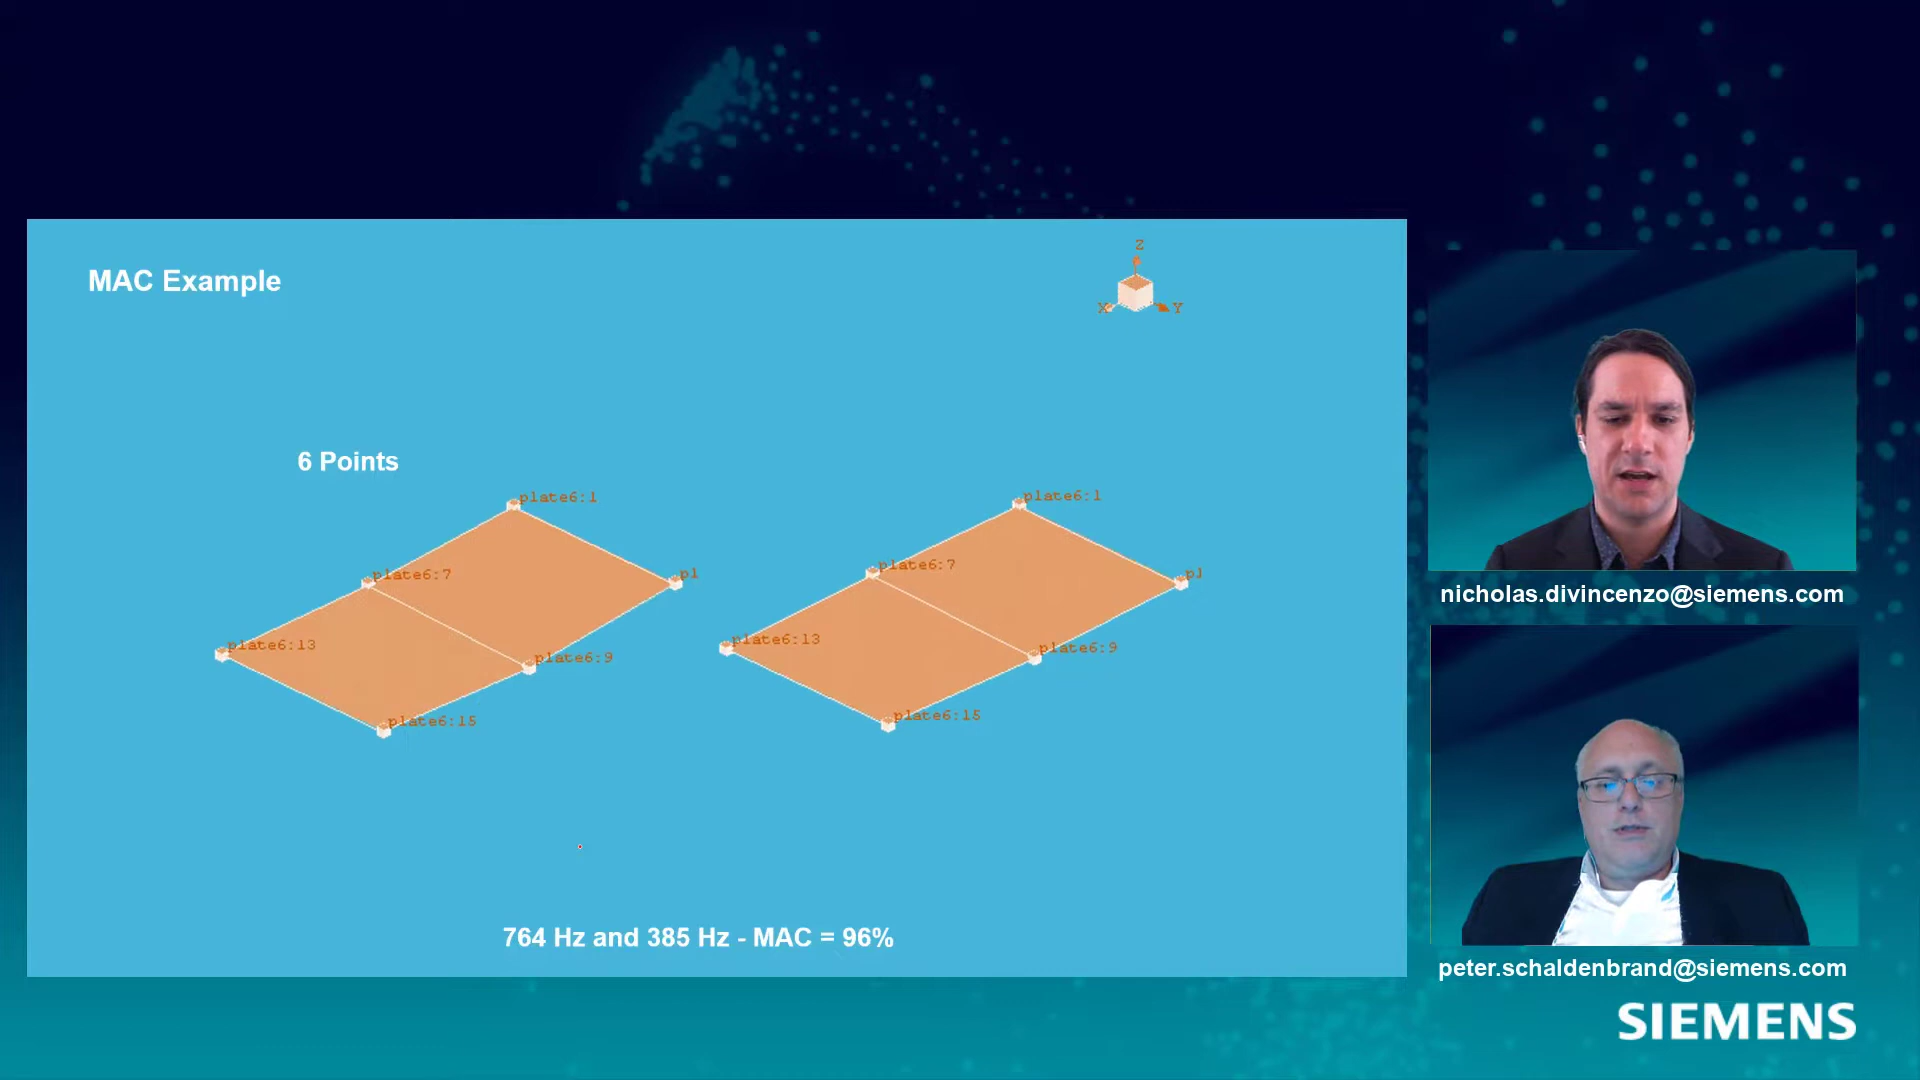 MAC Example
Z
X
Y
6 Points
plate6:1
plate6:7
pl
plate6:13
plate6:9
plate6:15
plate6:1
plate6:7
pl
plate6:13
plate6:9
plate6:15
764 Hz and 385 Hz - MAC = 96%
nicholas.divincenzo@siemens.com
peter.schaldenbrand@siemens.com
SIEMENS